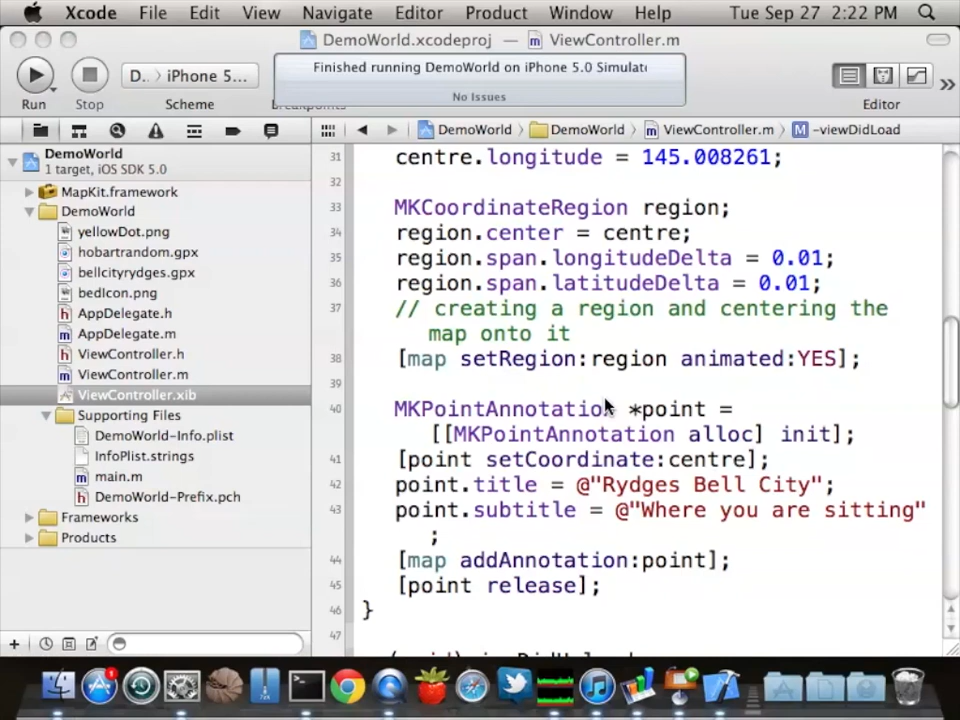 Xcode File Edit View Navigate Editor Product Window Help Tue Sep 27 2:22 PM
DemoWorld.xcodeproj — ViewController.m
Finished running DemoWorld on iPhone 5.0 Simulat
No Issues
D... iPhone 5...
Run Stop Scheme Editor
DemoWorld
1 target, iOS SDK 5.0
MapKit.framework
DemoWorld
yellowDot.png
hobartrandom.gpx
bellcityrydges.gpx
bedIcon.png
AppDelegate.h
AppDelegate.m
ViewController.h
ViewController.m
ViewController.xib
Supporting Files
DemoWorld-Info.plist
InfoPlist.strings
main.m
DemoWorld-Prefix.pch
Frameworks
Products
DemoWorld DemoWorld ViewController.m M -viewDidLoad
31 centre.longitude = 145.008261;
32
33 MKCoordinateRegion region;
34 region.center = centre;
35 region.span.longitudeDelta = 0.01;
36 region.span.latitudeDelta = 0.01;
37 // creating a region and centering the
map onto it
38 [map setRegion:region animated:YES];
39
40 MKPointAnnotation *point =
[[MKPointAnnotation alloc] init];
41 [point setCoordinate:centre];
42 point.title = @"Rydges Bell City";
43 point.subtitle = @"Where you are sitting"
;
44 [map addAnnotation:point];
45 [point release];
46 }
47